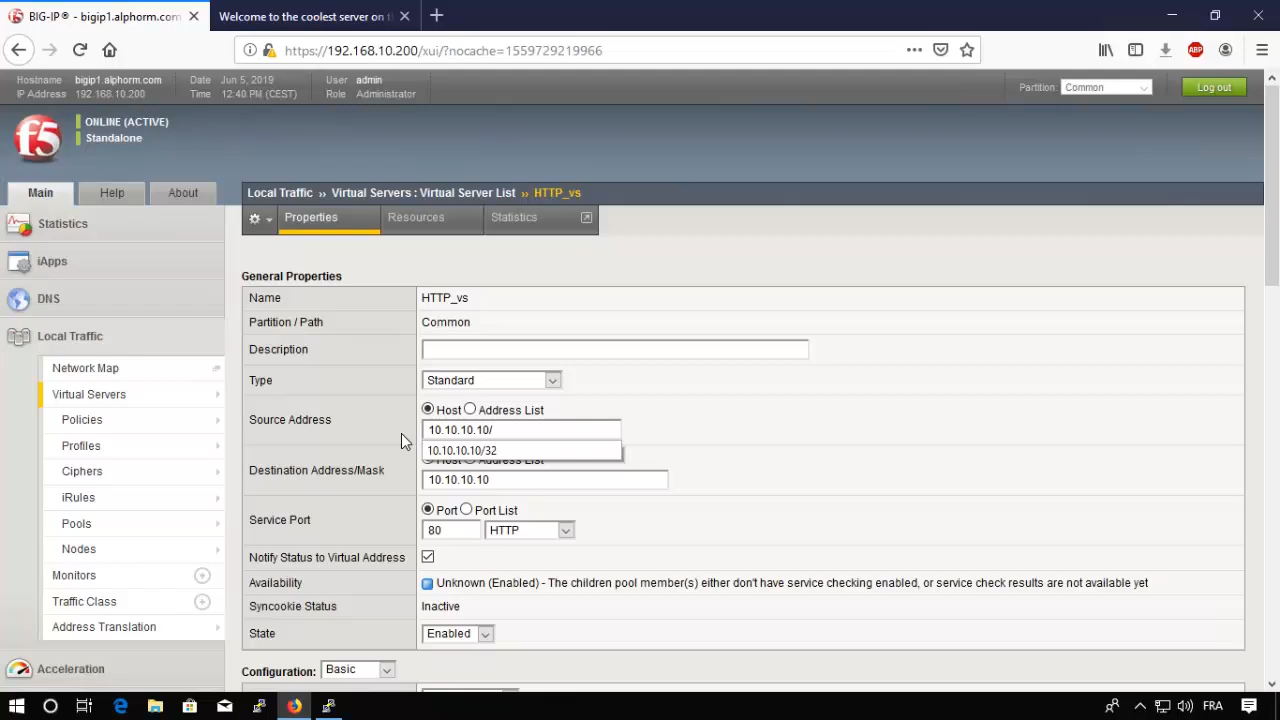 BIG-IP® - bigip1.alphorm.com
Welcome to the coolest server on t
https://192.168.10.200/xui/?nocache=1559729219966
ABP
Hostname bigip1.alphorm.com Date Jun 5, 2019 User admin
IP Address 192.168.10.200 Time 12:40 PM (CEST) Role Administrator
Partition: Common Log out
f5
ONLINE (ACTIVE)
Standalone
Main Help About
Local Traffic ›› Virtual Servers : Virtual Server List ›› HTTP_vs
Properties Resources Statistics
Statistics
iApps
DNS
Local Traffic
Network Map
Virtual Servers
Policies
Profiles
Ciphers
iRules
Pools
Nodes
Monitors
Traffic Class
Address Translation
Acceleration
General Properties
Name HTTP_vs
Partition / Path Common
Description
Type Standard
Source Address Host Address List
10.10.10.10/
10.10.10.10/32
Destination Address/Mask Host Address List
10.10.10.10
Service Port Port Port List
80 HTTP
Notify Status to Virtual Address
Availability Unknown (Enabled) - The children pool member(s) either don't have service checking enabled, or service check results are not available yet
Syncookie Status Inactive
State Enabled
Configuration: Basic
FRA